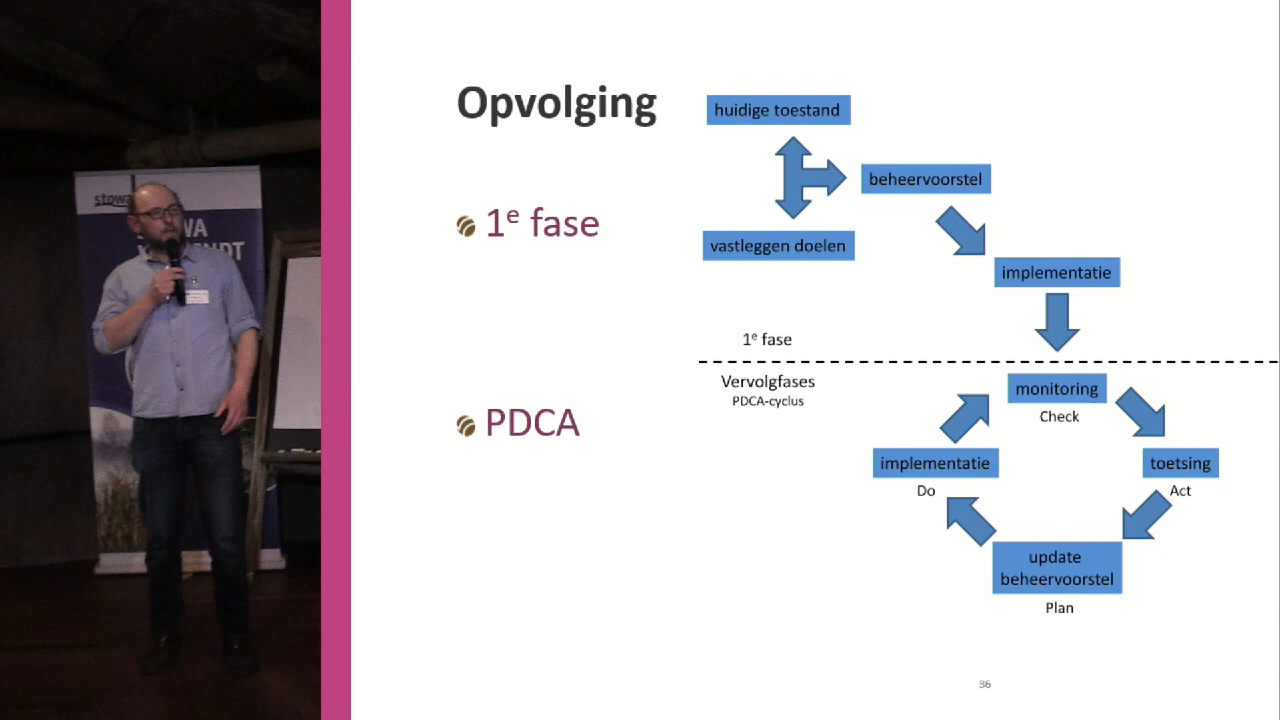 stowa
Opvolging
1e fase
PDCA
huidige toestand
beheervoorstel
vastleggen doelen
implementatie
1e fase
Vervolgfases
PDCA-cyclus
monitoring
Check
implementatie
Do
toetsing
Act
update
beheervoorstel
Plan
36